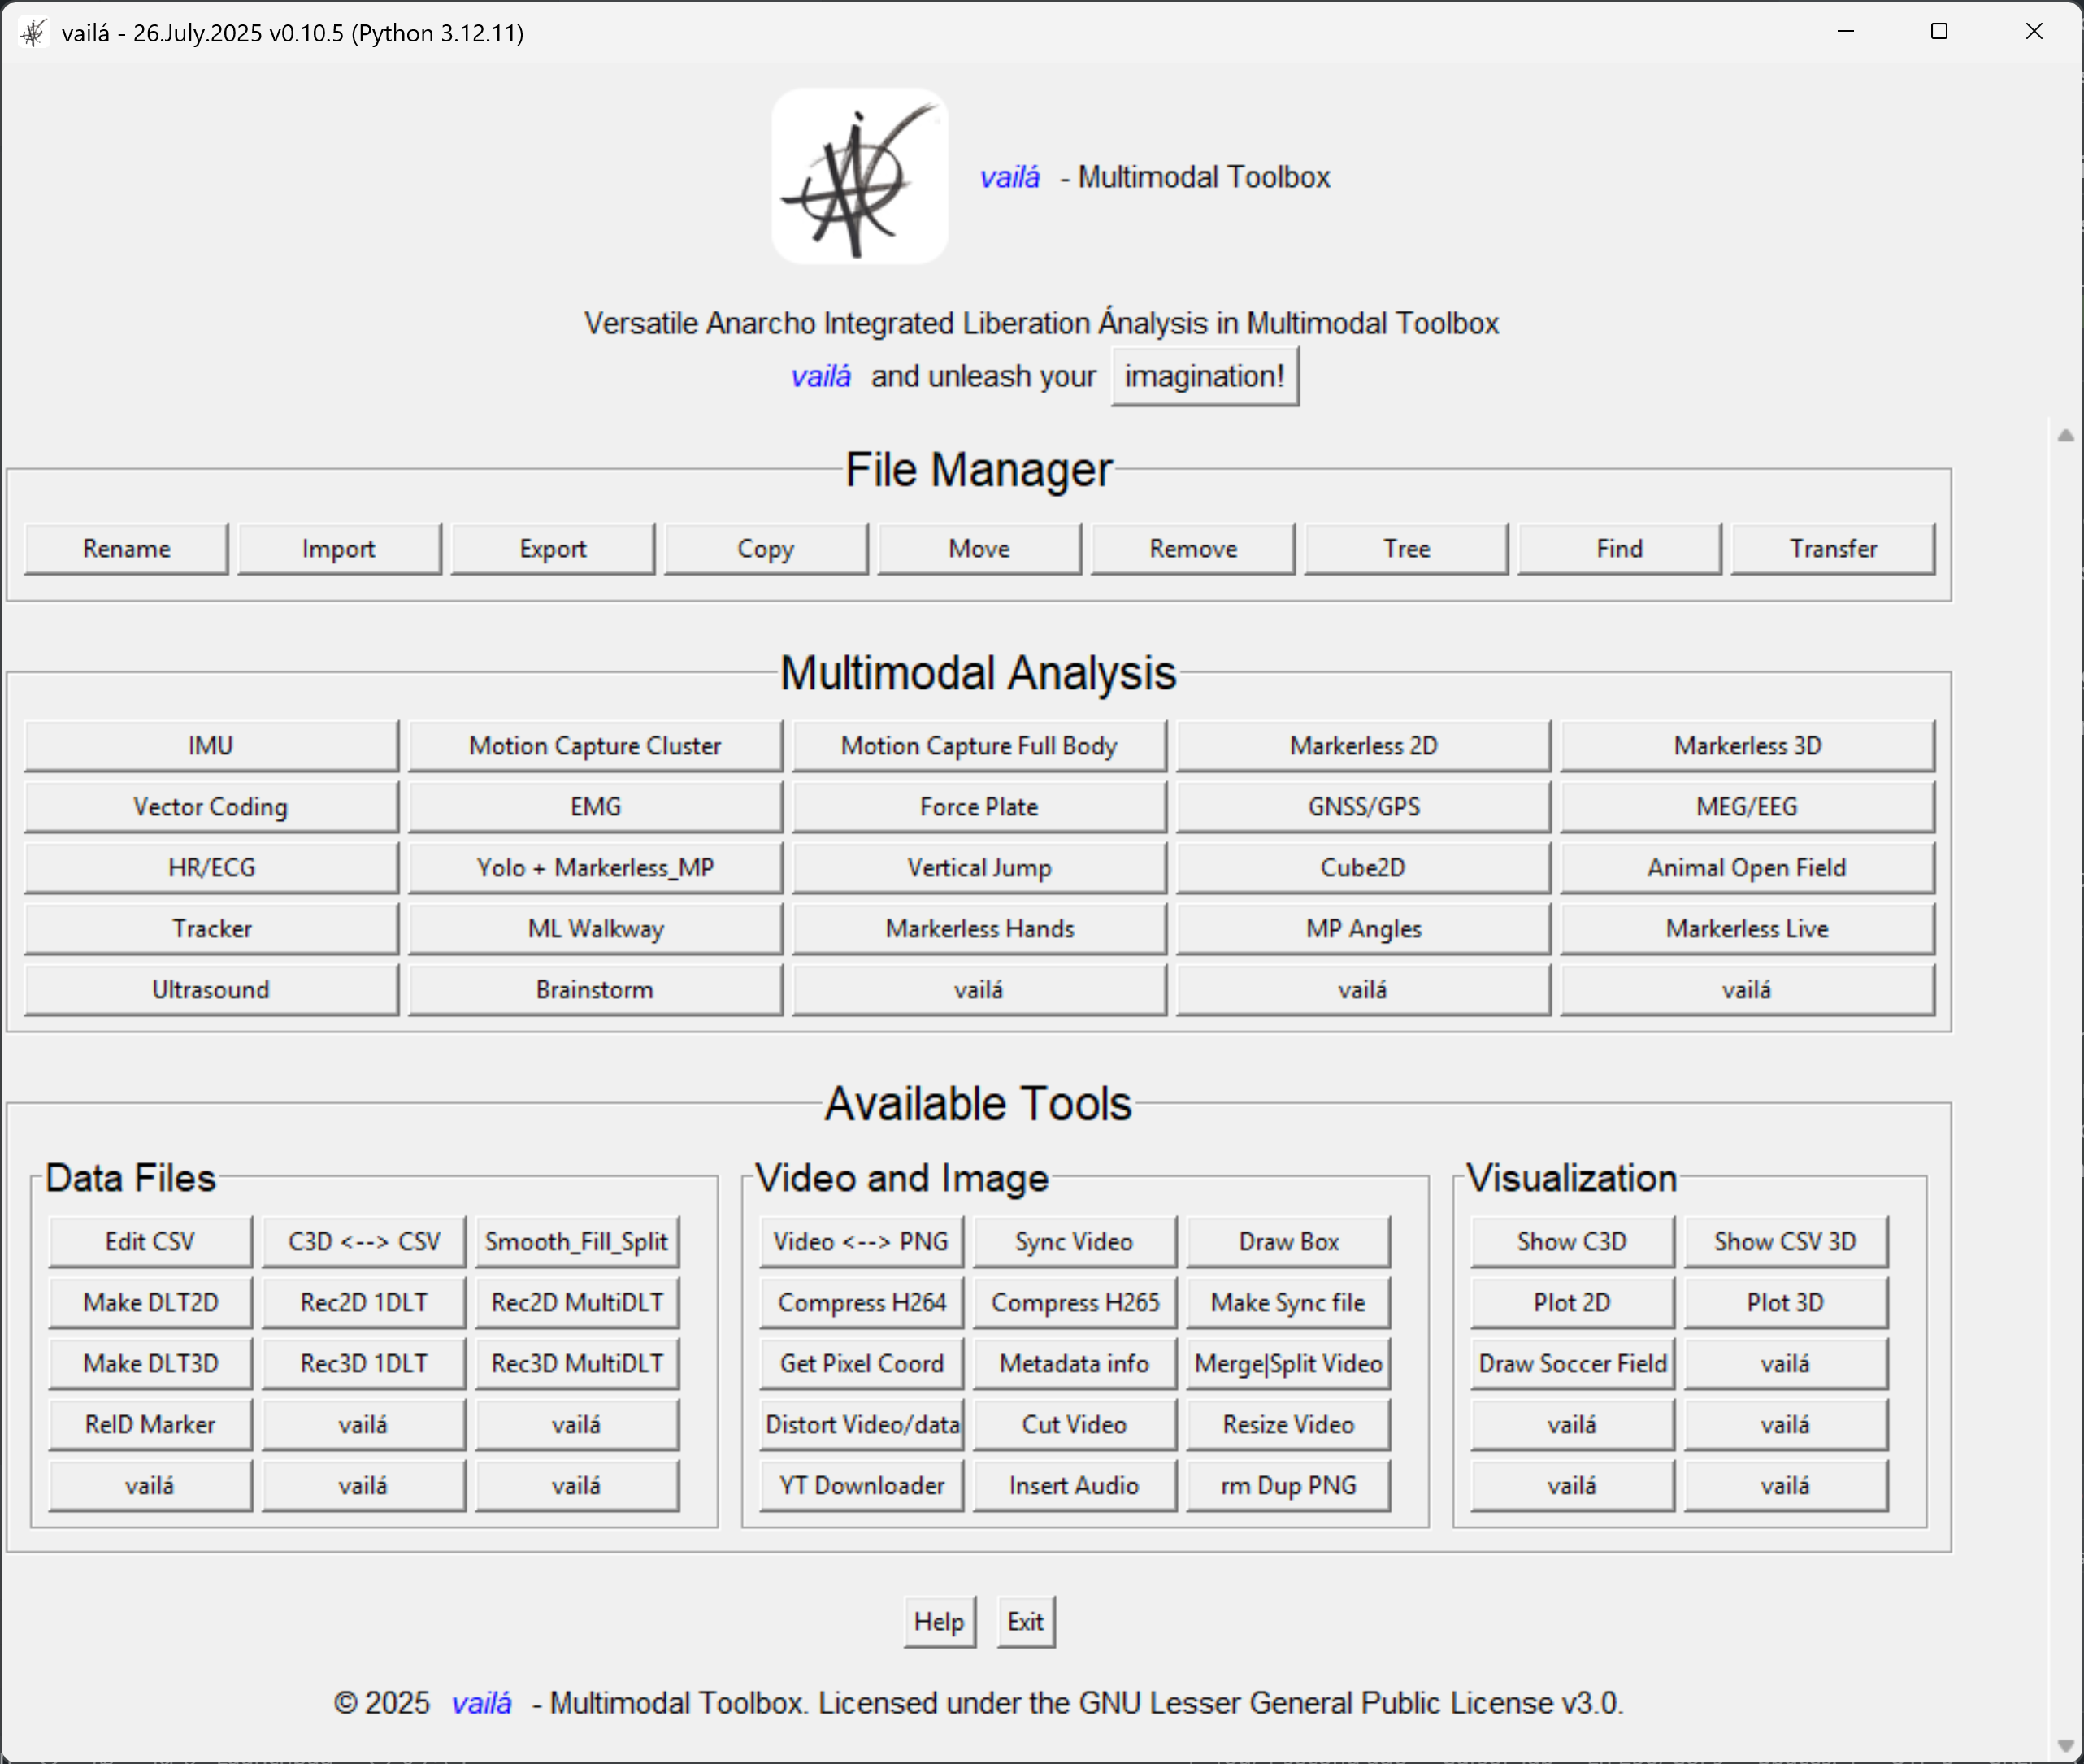 vailá - 26.July.2025 v0.10.5 (Python 3.12.11)
vailá - Multimodal Toolbox
Versatile Anarcho Integrated Liberation Ánalysis in Multimodal Toolbox
vailá and unleash your imagination!
File Manager
Rename Import Export Copy Move Remove Tree Find Transfer
Multimodal Analysis
IMU Motion Capture Cluster Motion Capture Full Body Markerless 2D Markerless 3D
Vector Coding EMG Force Plate GNSS/GPS MEG/EEG
HR/ECG Yolo + Markerless_MP Vertical Jump Cube2D Animal Open Field
Tracker ML Walkway Markerless Hands MP Angles Markerless Live
Ultrasound Brainstorm vailá vailá vailá
Available Tools
Data Files
Edit CSV C3D <--> CSV Smooth_Fill_Split
Make DLT2D Rec2D 1DLT Rec2D MultiDLT
Make DLT3D Rec3D 1DLT Rec3D MultiDLT
ReID Marker vailá vailá
vailá vailá vailá
Video and Image
Video <--> PNG Sync Video Draw Box
Compress H264 Compress H265 Make Sync file
Get Pixel Coord Metadata info Merge|Split Video
Distort Video/data Cut Video Resize Video
YT Downloader Insert Audio rm Dup PNG
Visualization
Show C3D Show CSV 3D
Plot 2D Plot 3D
Draw Soccer Field vailá
vailá vailá
vailá vailá
Help Exit
© 2025 vailá - Multimodal Toolbox. Licensed under the GNU Lesser General Public License v3.0.